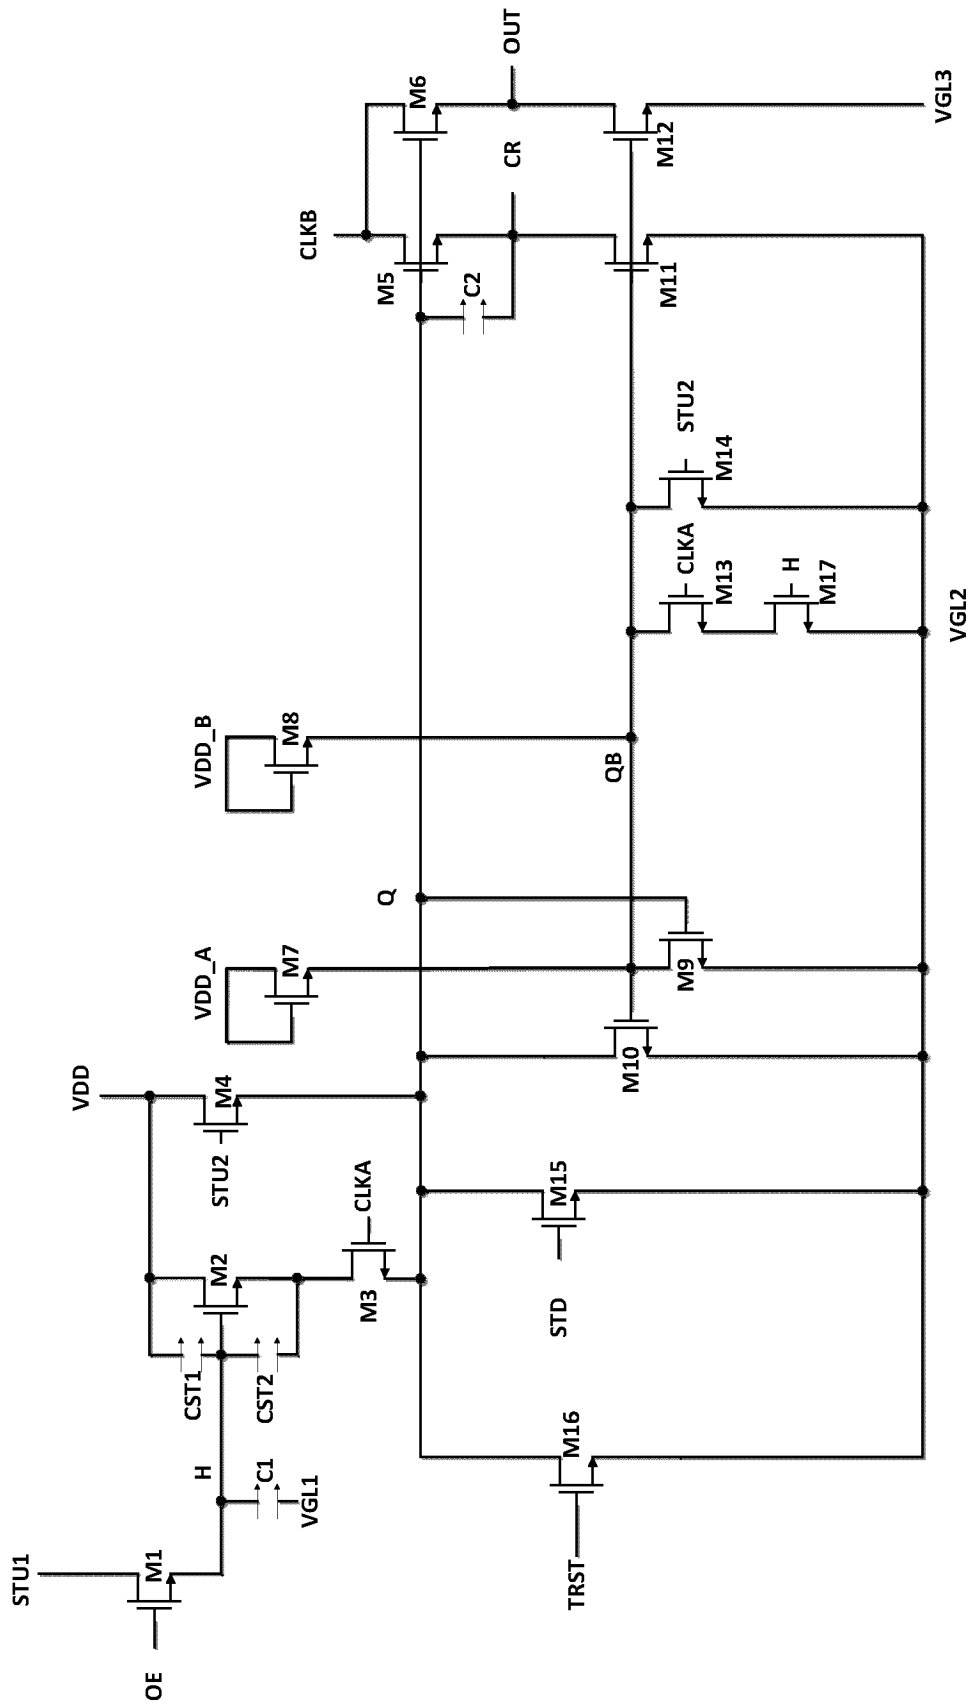 OUT
M6
CR
CLKB
M5
C2
M12
VGL3
M11
STU2
M14
CLKA
M13
H
M17
VGL2
VDD_B
M8
QB
Q
VDD_A
M7
M9
M10
VDD
M4
STU2
CLKA
M15
M2
M3
STD
CST1
CST2
M16
H
C1
VGL1
STU1
M1
TRST
OE